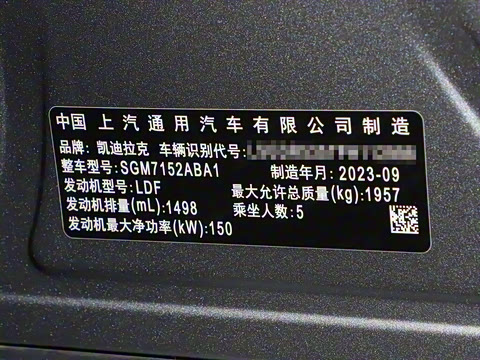 中国 上汽通用汽车有限公司制造
品牌: 凯迪拉克 车辆识别代号:
整车型号:SGM7152ABA1 制造年月:2023-09
发动机型号:LDF 最大允许总质量(kg):1957
发动机排量(mL):1498 乘坐人数:5
发动机最大净功率(kW):150